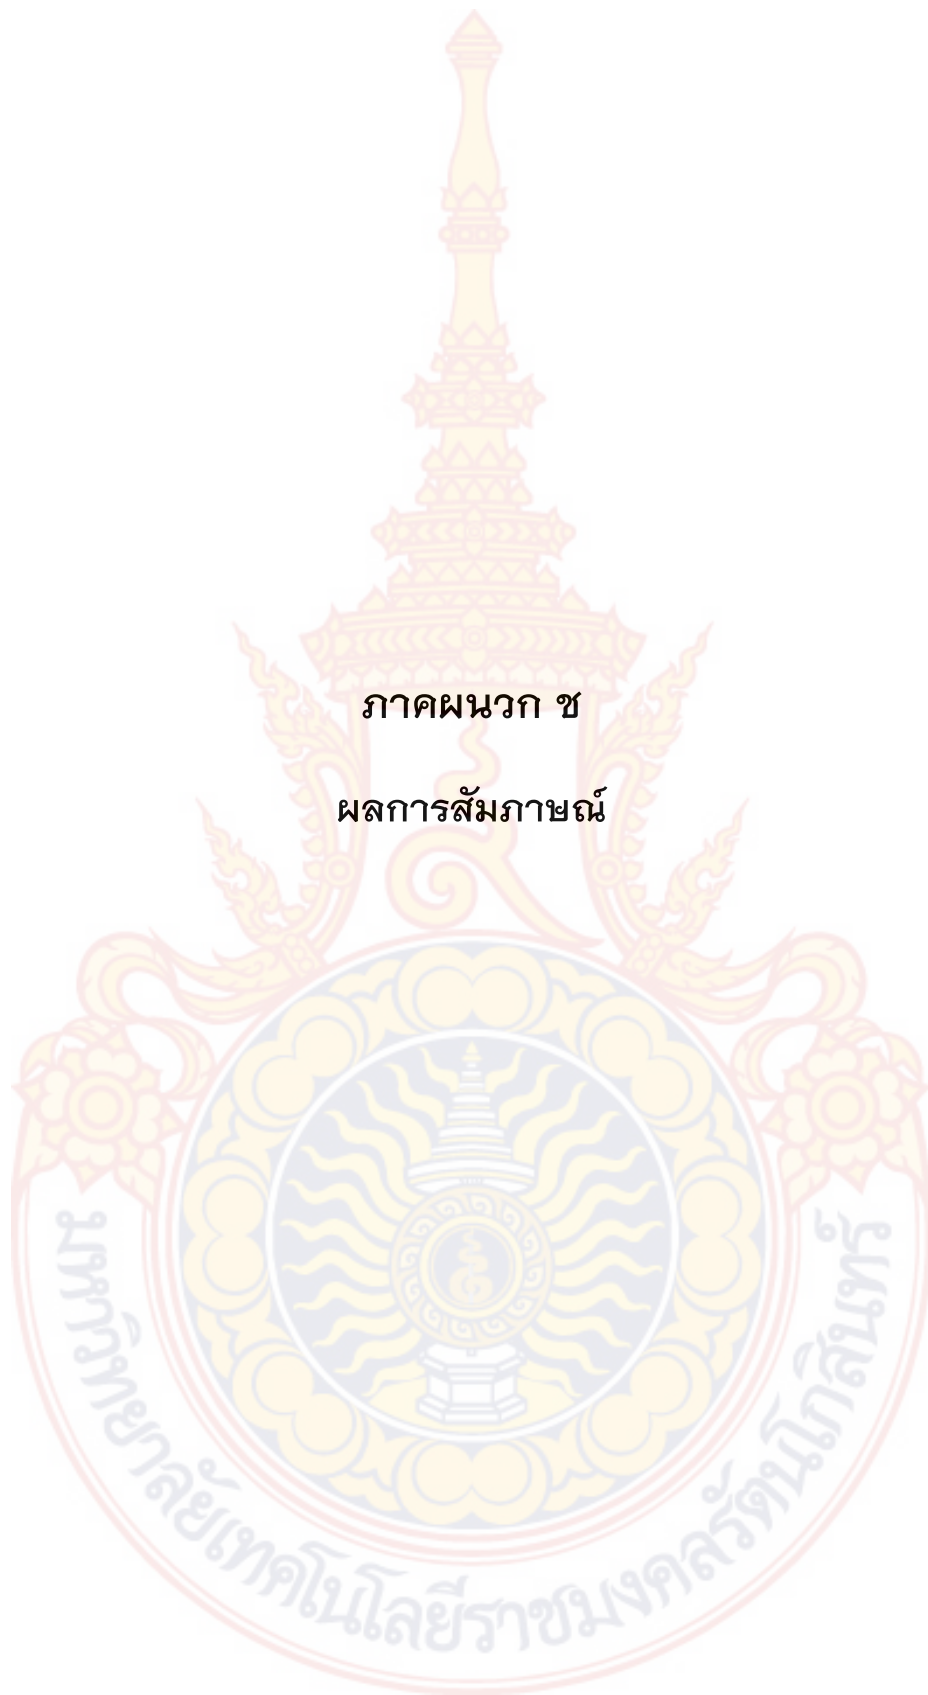 ภาคผนวก ช
ผลการสัมภาษณ์
มหาวิทยาลัยเทคโนโลยีราชมงคลรัตนโกสินทร์